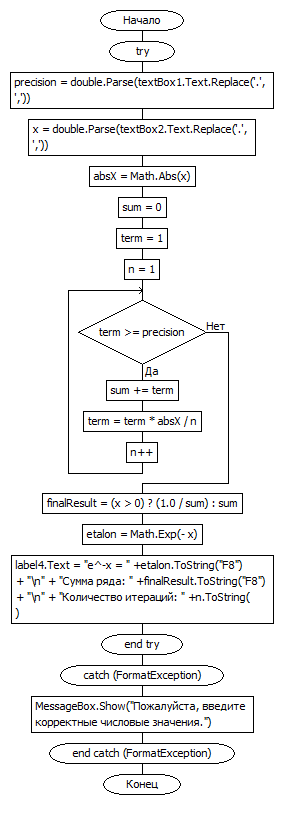 Начало
try
precision = double.Parse(textBox1.Text.Replace('.',
','))
x = double.Parse(textBox2.Text.Replace('.',
','))
absX = Math.Abs(x)
sum = 0
term = 1
n = 1
term >= precision
Нет
Да
sum += term
term = term * absX / n
n++
finalResult = (x > 0) ? (1.0 / sum) : sum
etalon = Math.Exp(- x)
label4.Text = "e^-x = " +etalon.ToString("F8")
+ "\n" + "Сумма ряда: " +finalResult.ToString("F8")
+ "\n" + "Количество итераций: " +n.ToString(
)
end try
catch (FormatException)
MessageBox.Show("Пожалуйста, введите
корректные числовые значения.")
end catch (FormatException)
Конец